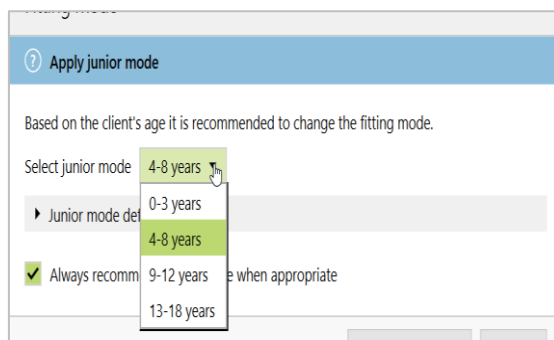 Apply junior mode
Based on the client's age it is recommended to change the fitting mode.
Select junior mode 4-8 years
0-3 years
Junior mode def
4-8 years
Always recomm
9-12 years
e when appropriate
13-18 years